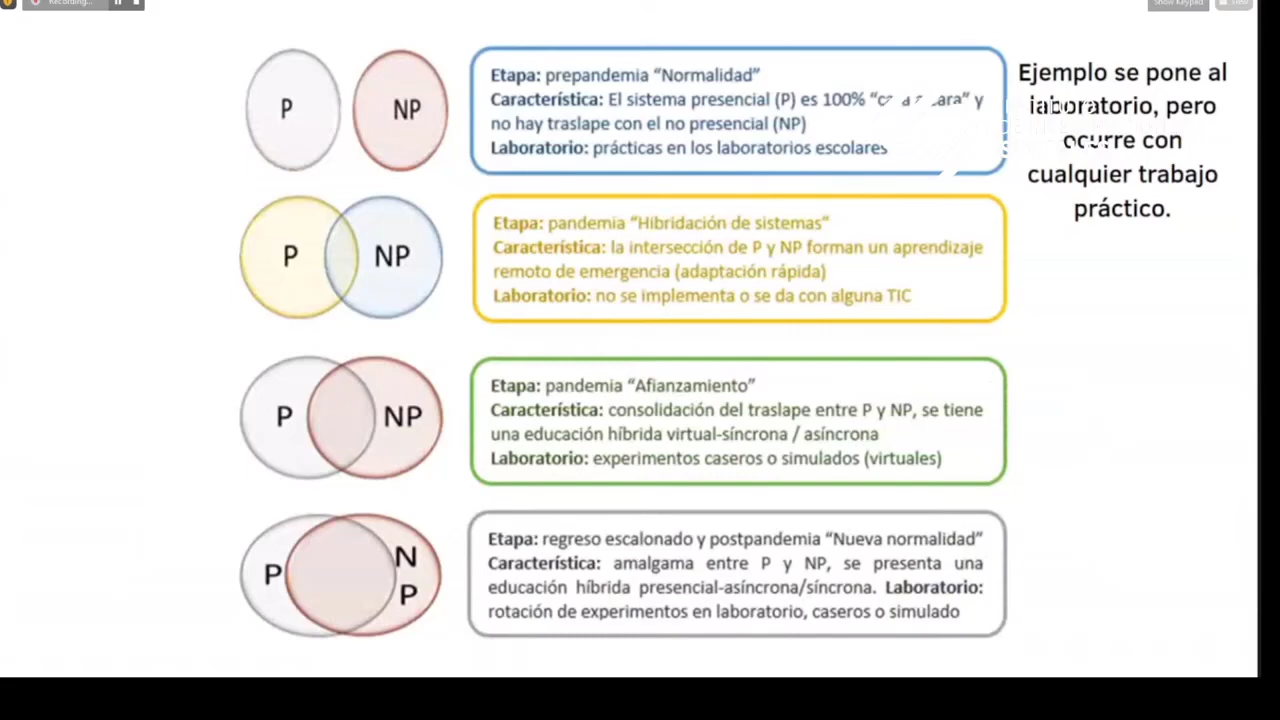 Recording...
Show Keypad
View
P
NP
Etapa: prepandemia “Normalidad”
Característica: El sistema presencial (P) es 100% y
no hay traslape con el no presencial (NP)
Laboratorio: prácticas en los laboratorios escolares
Ejemplo se pone al
laboratorio, pero
ocurre con
cualquier trabajo
práctico.
P
NP
Etapa: pandemia “Hibridación de sistemas”
Característica: la intersección de P y NP forman un aprendizaje
remoto de emergencia (adaptación rápida)
Laboratorio: no se implementa o se da con alguna TIC
P
NP
Etapa: pandemia “Afianzamiento”
Característica: consolidación del traslape entre P y NP, se tiene
una educación híbrida virtual-síncrona / asíncrona
Laboratorio: experimentos caseros o simulados (virtuales)
P
N
P
Etapa: regreso escalonado y postpandemia “Nueva normalidad”
Característica: amalgama entre P y NP, se presenta una
educación híbrida presencial-asíncrona/síncrona. Laboratorio:
rotación de experimentos en laboratorio, caseros o simulado